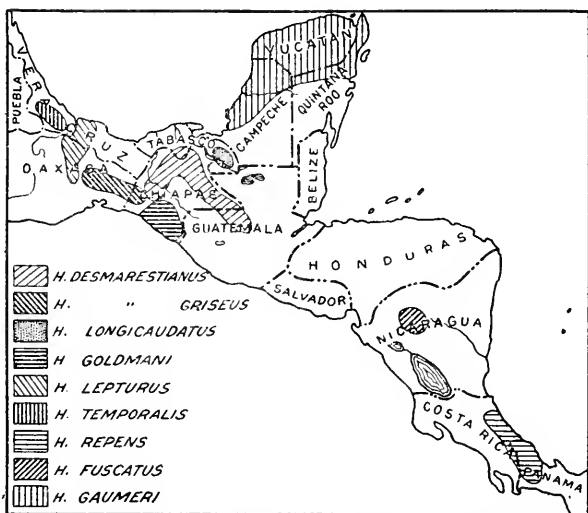 YUCATAN
VERA
CRUZ
PUEBLA
OAXACA
TABASCO
CAMPECHE
QUINTANA
ROO
CHIAPAS
BELIZE
GUATEMALA
HONDURAS
SALVADOR
NICARAGUA
COSTA RICA
PANAMA
H. DESMARESTIANUS
H. " GRISEUS
H. LONGICAUDATUS
H GOLDMANI
H. LEPTURUS
H. TEMPORALIS
H. REPENS
H. FUSCATUS
H. GAUMERI